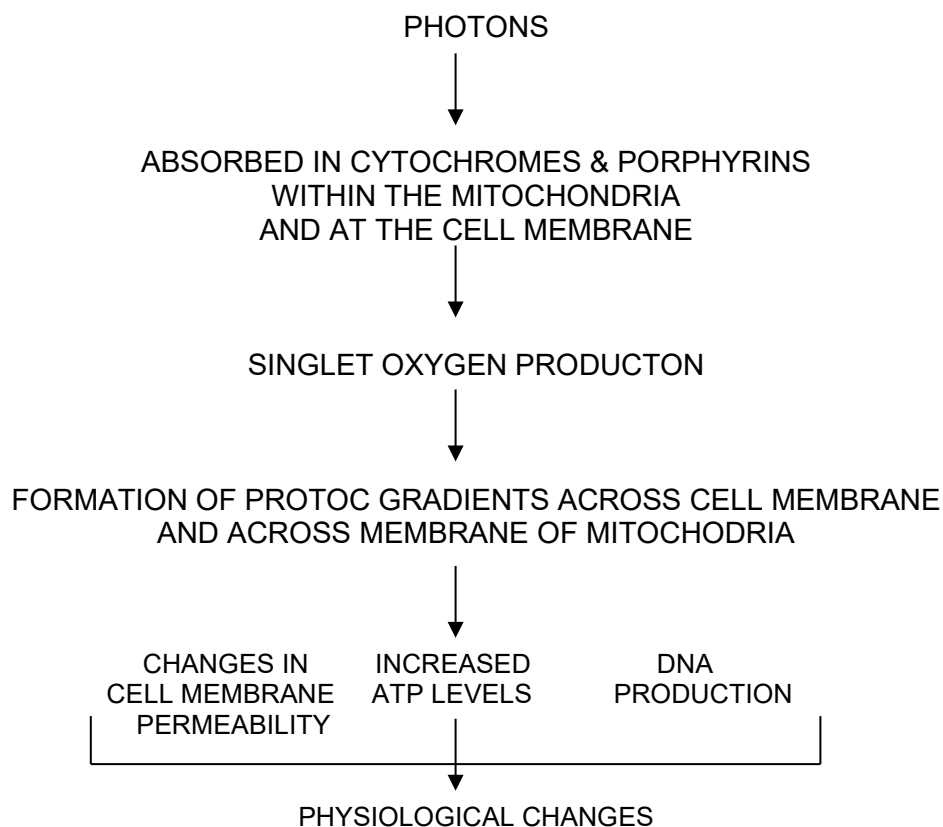 PHOTONS
ABSORBED IN CYTOCHROMES & PORPHYRINS
WITHIN THE MITOCHONDRIA
AND AT THE CELL MEMBRANE
SINGLET OXYGEN PRODUCTON
FORMATION OF PROTOC GRADIENTS ACROSS CELL MEMBRANE
AND ACROSS MEMBRANE OF MITOCHODRIA
CHANGES IN
CELL MEMBRANE
PERMEABILITY
INCREASED
ATP LEVELS
DNA
PRODUCTION
PHYSIOLOGICAL CHANGES